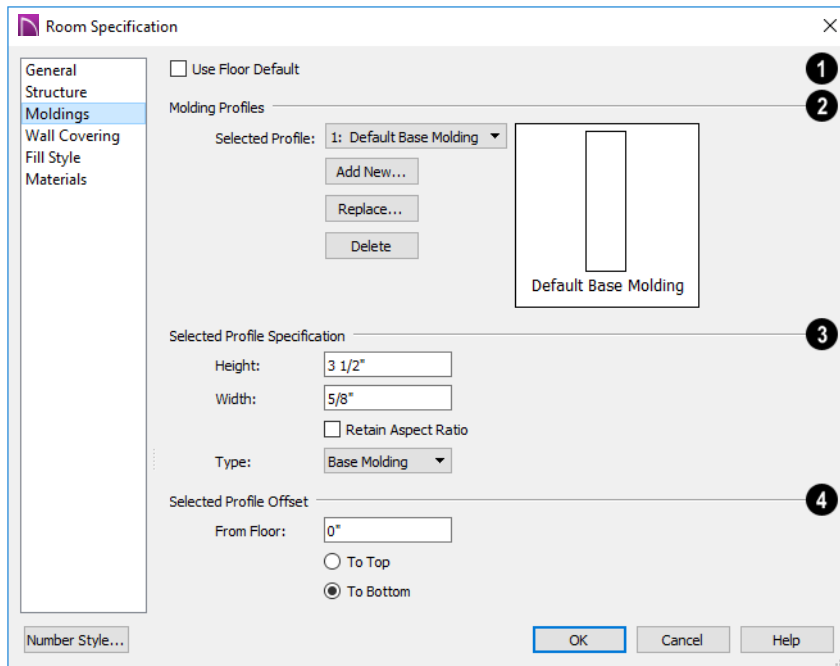 Room Specification
General
Structure
Moldings
Wall Covering
Fill Style
Materials
Use Floor Default
1
Molding Profiles
2
Selected Profile:
1: Default Base Molding
Add New...
Replace...
Delete
Default Base Molding
Selected Profile Specification
3
Height:
3 1/2"
Width:
5/8"
Retain Aspect Ratio
Type:
Base Molding
Selected Profile Offset
4
From Floor:
0"
To Top
To Bottom
Number Style...
OK
Cancel
Help